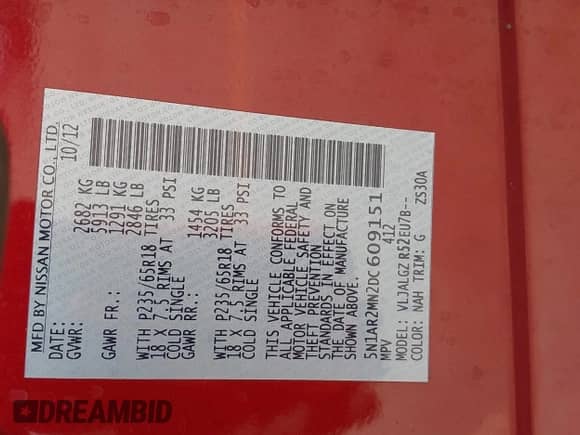 MFD BY NISSAN MOTOR CO., LTD.
DATE: 10/12
GVWR: 2682 KG
5913 LB
GAWR FR.: 1291 KG
2846 LB
WITH P235/65R18 TIRES
18 X 7.5 RIMS AT 33 PSI
COLD SINGLE
GAWR RR.: 1454 KG
3205 LB
WITH P235/65R18 TIRES
18 X 7.5 RIMS AT 33 PSI
COLD SINGLE
THIS VEHICLE CONFORMS TO
ALL APPLICABLE FEDERAL
MOTOR VEHICLE SAFETY AND
THEFT PREVENTION
STANDARDS IN EFFECT ON
THE DATE OF MANUFACTURE
SHOWN ABOVE.
5N1AR2MN2DC609151
MPV 412
MODEL: VLJALGZ R52EU7B--
COLOR: NAH TRIM: G ZS30A
DREAMBID